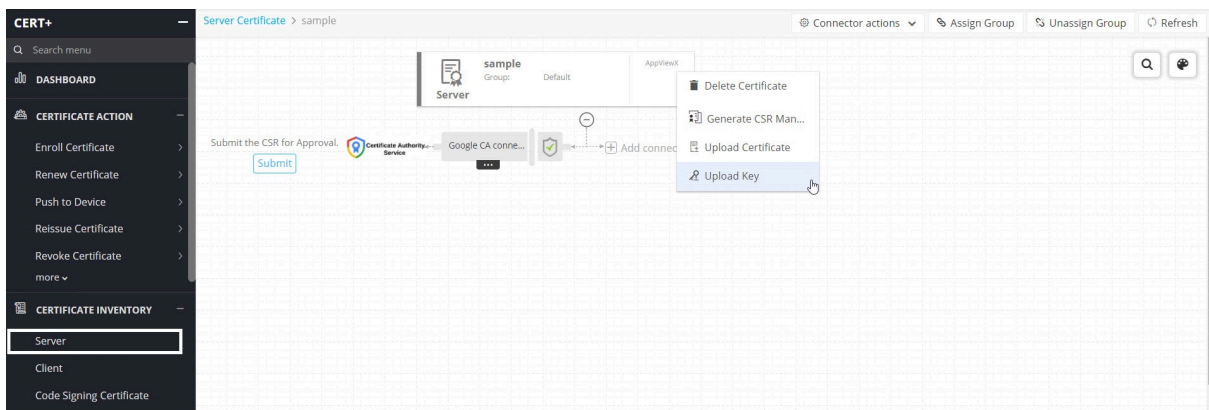 CERT+
Search menu
DASHBOARD
CERTIFICATE ACTION
Enroll Certificate
Renew Certificate
Push to Device
Reissue Certificate
Revoke Certificate
more
CERTIFICATE INVENTORY
Server
Client
Code Signing Certificate
Server Certificate > sample
Connector actions
Assign Group
Unassign Group
Refresh
sample
Group: Default
AppViewX
Server
Delete Certificate
Generate CSR Man...
Upload Certificate
Upload Key
Submit the CSR for Approval.
Submit
Certificate Authority
Service
Google CA conne...
Add connec